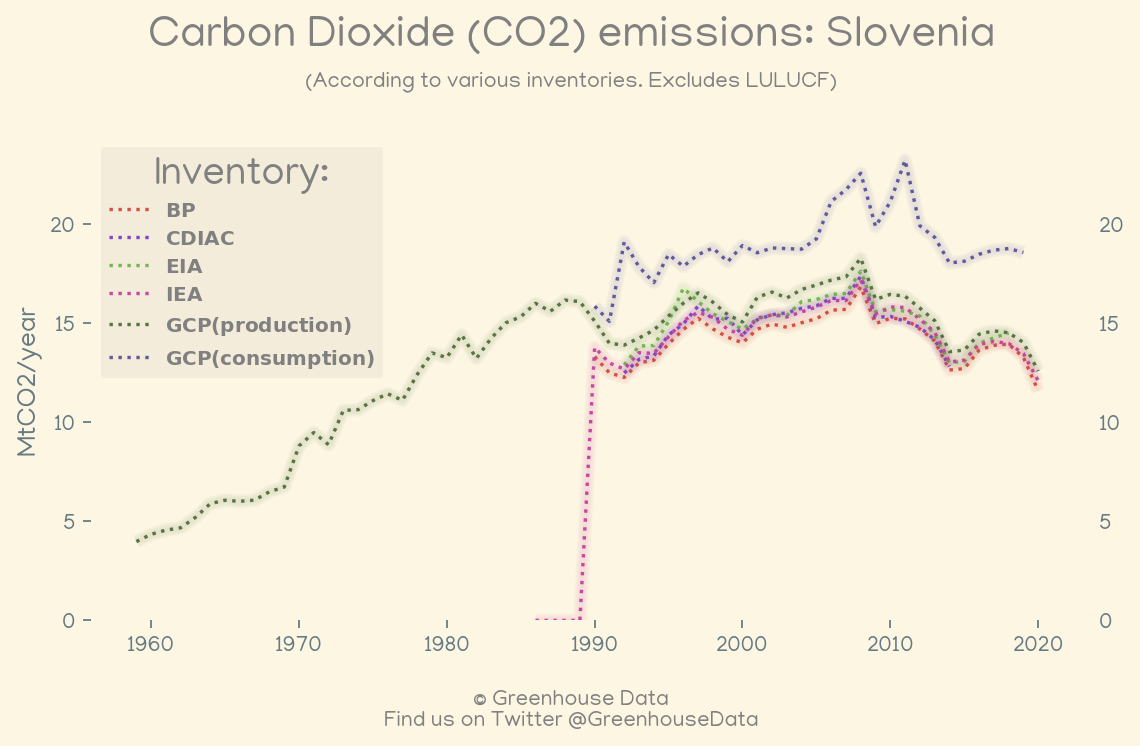 Carbon Dioxide (CO2) emissions: Slovenia
(According to various inventories. Excludes LULUCF)
Inventory:
BP
CDIAC
EIA
IEA
GCP(production)
GCP(consumption)
MtCO2/year
20
15
10
5
0
20
15
10
5
0
1960 1970 1980 1990 2000 2010 2020
© Greenhouse Data
Find us on Twitter @GreenhouseData